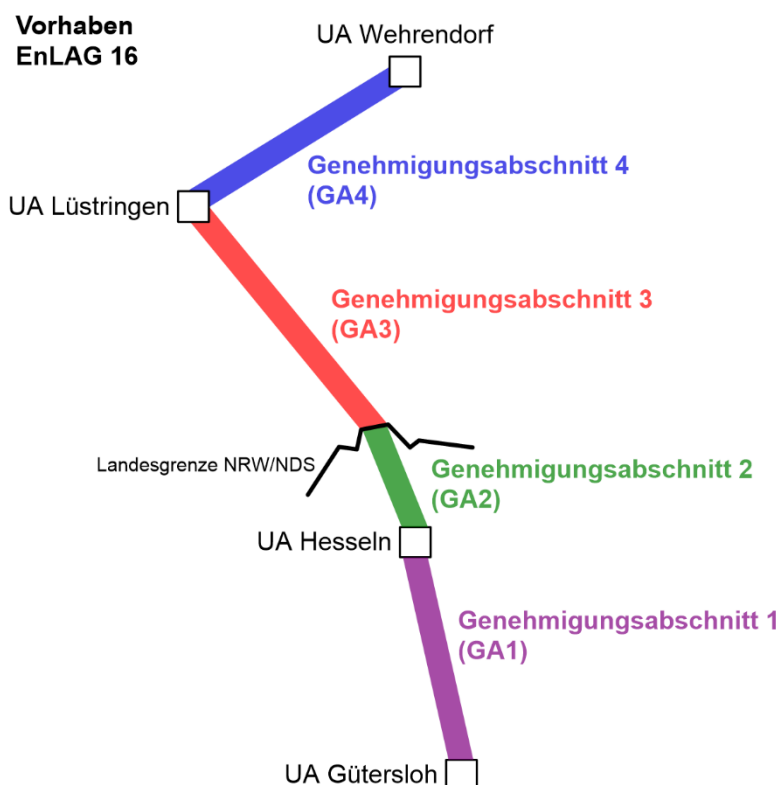 Vorhaben
EnLAG 16
UA Wehrendorf
Genehmigungsabschnitt 4
(GA4)
UA Lüstringen
Genehmigungsabschnitt 3
(GA3)
Landesgrenze NRW/NDS
Genehmigungsabschnitt 2
(GA2)
UA Hesseln
Genehmigungsabschnitt 1
(GA1)
UA Gütersloh